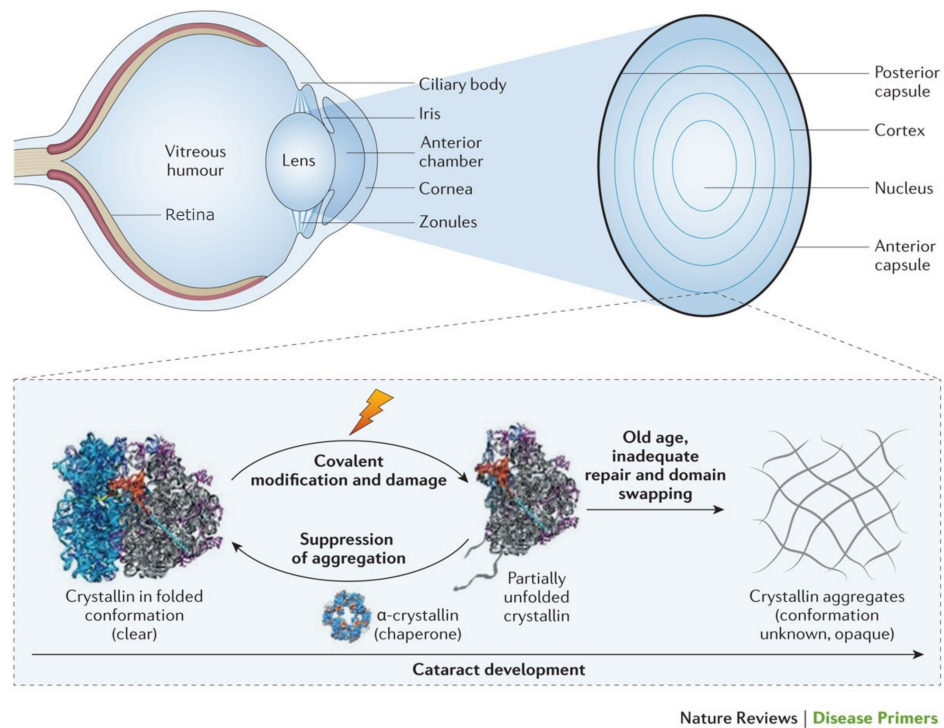 Ciliary body
Iris
Anterior
chamber
Cornea
Zonules
Vitreous
humour
Lens
Retina
Posterior
capsule
Cortex
Nucleus
Anterior
capsule
Covalent
modification and damage
Suppression
of aggregation
Old age,
inadequate
repair and domain
swapping
Crystallin in folded
conformation
(clear)
α-crystallin
(chaperone)
Partially
unfolded
crystallin
Crystallin aggregates
(conformation
unknown, opaque)
Cataract development
Nature Reviews | Disease Primers